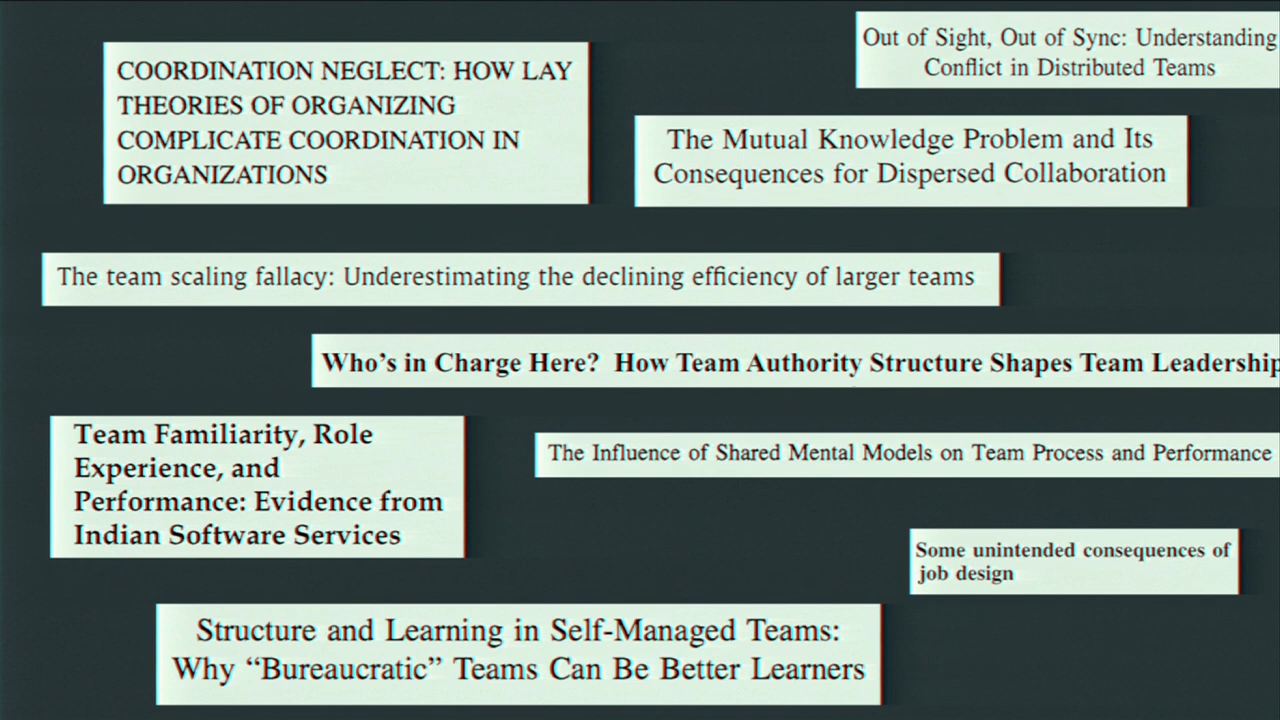 Out of Sight, Out of Sync: Understanding
Conflict in Distributed Teams
COORDINATION NEGLECT: HOW LAY
THEORIES OF ORGANIZING
COMPLICATE COORDINATION IN
ORGANIZATIONS
The Mutual Knowledge Problem and Its
Consequences for Dispersed Collaboration
The team scaling fallacy: Underestimating the declining efficiency of larger teams
Who’s in Charge Here? How Team Authority Structure Shapes Team Leadership
Team Familiarity, Role
Experience, and
Performance: Evidence from
Indian Software Services
The Influence of Shared Mental Models on Team Process and Performance
Some unintended consequences of
job design
Structure and Learning in Self-Managed Teams:
Why “Bureaucratic” Teams Can Be Better Learners